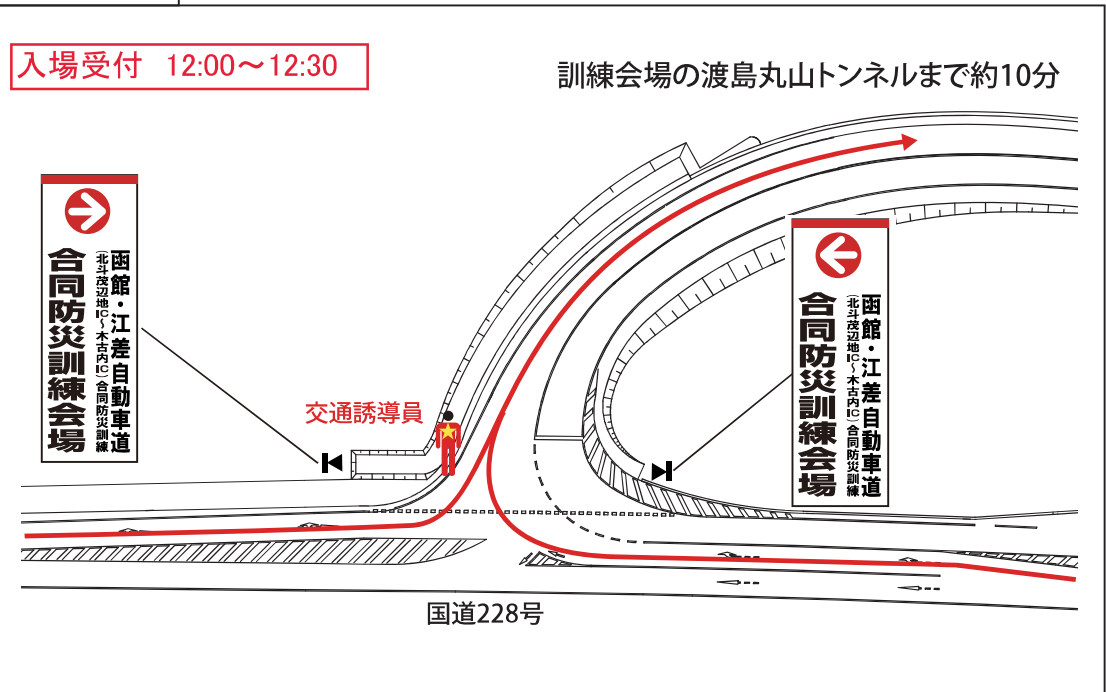 入場受付 12:00～12:30
訓練会場の渡島丸山トンネルまで約10分
函館・江差自動車道
(北斗茂辺地IC～木古内IC)合同防災訓練
合同防災訓練会場
函館・江差自動車道
(北斗茂辺地IC～木古内IC)合同防災訓練
合同防災訓練会場
交通誘導員
国道228号